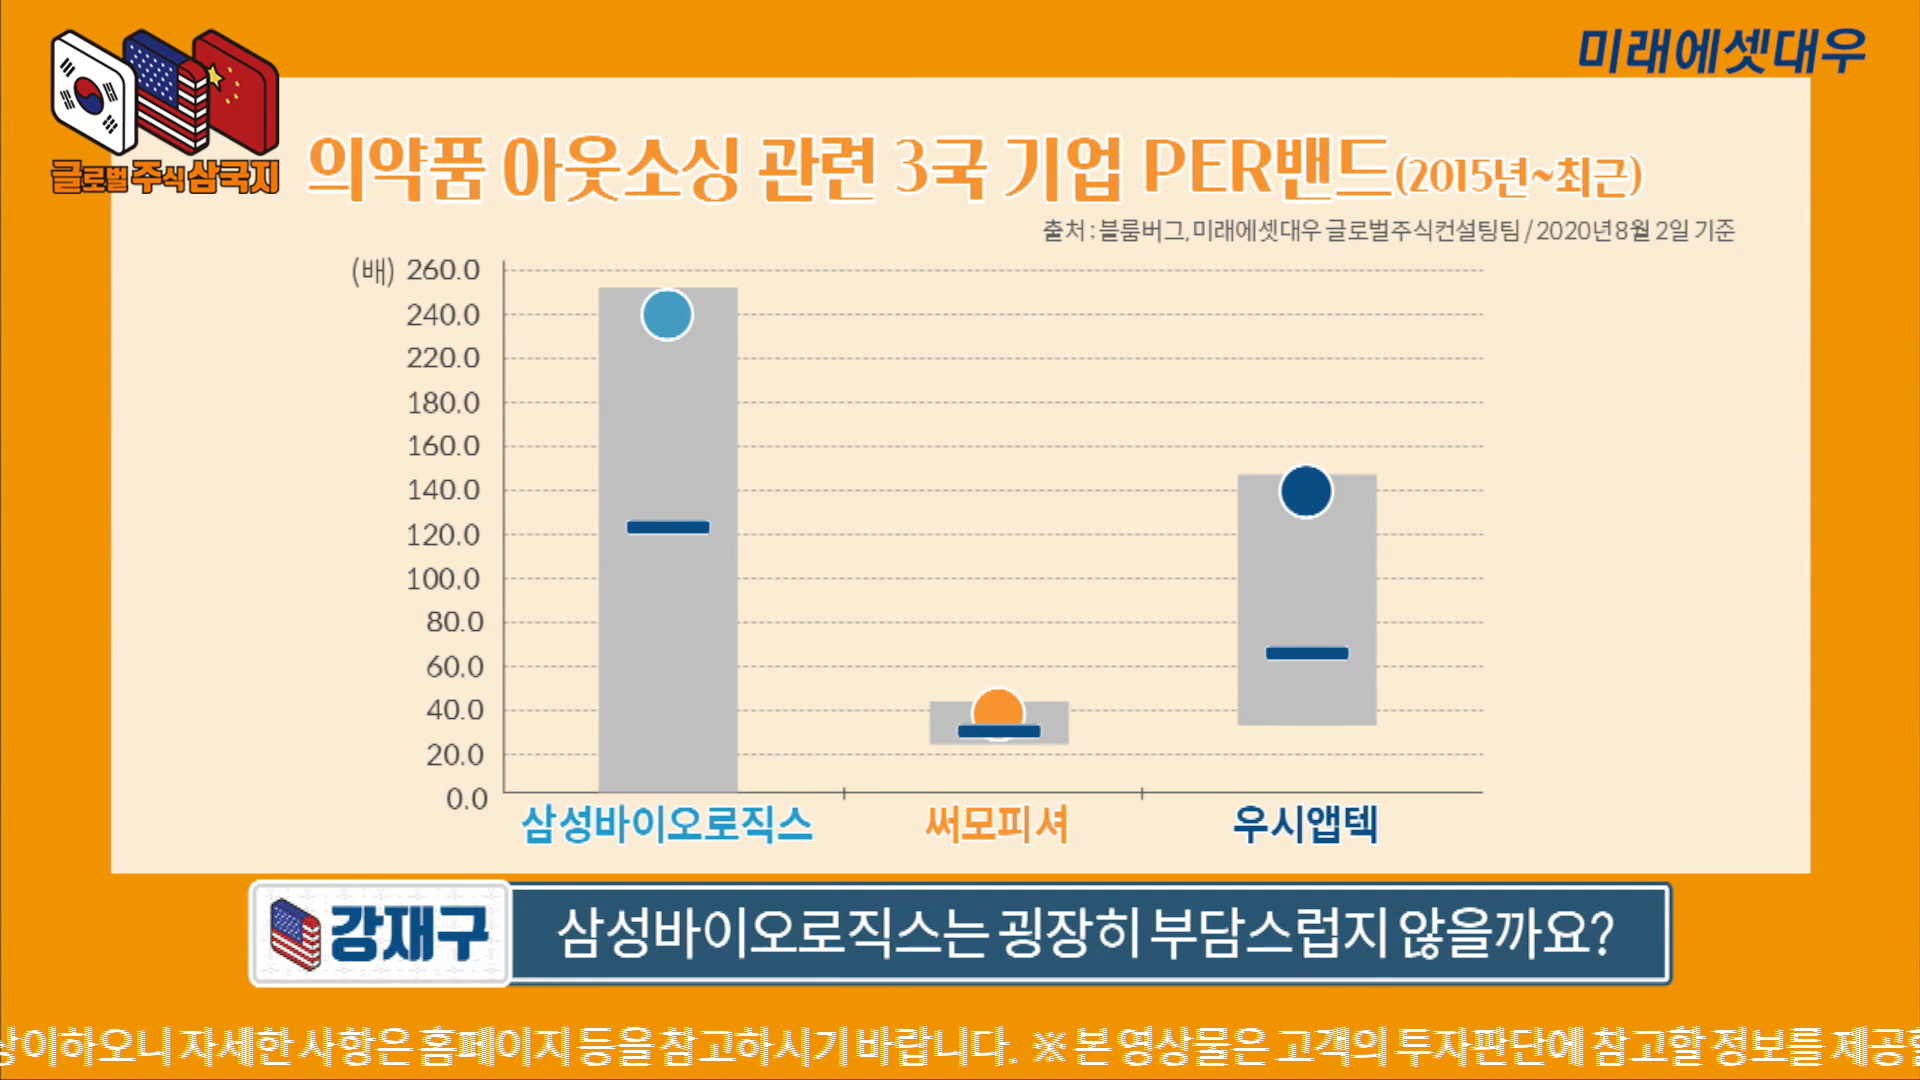 미래에셋대우
글로벌 주식 삼국지
의약품 아웃소싱 관련 3국 기업 PER밴드(2015년~최근)
출처 : 블룸버그, 미래에셋대우 글로벌주식컨설팅팀 / 2020년 8월 2일 기준
(배)
260.0
240.0
220.0
180.0
160.0
140.0
120.0
100.0
80.0
60.0
40.0
20.0
0.0
삼성바이오로직스
써모피셔
우시앱텍
강재구
삼성바이오로직스는 굉장히 부담스럽지 않을까요?
상이하오니 자세한 사항은 홈페이지 등을 참고하시기 바랍니다. ※ 본 영상물은 고객의 투자판단에 참고할 정보를 제공할